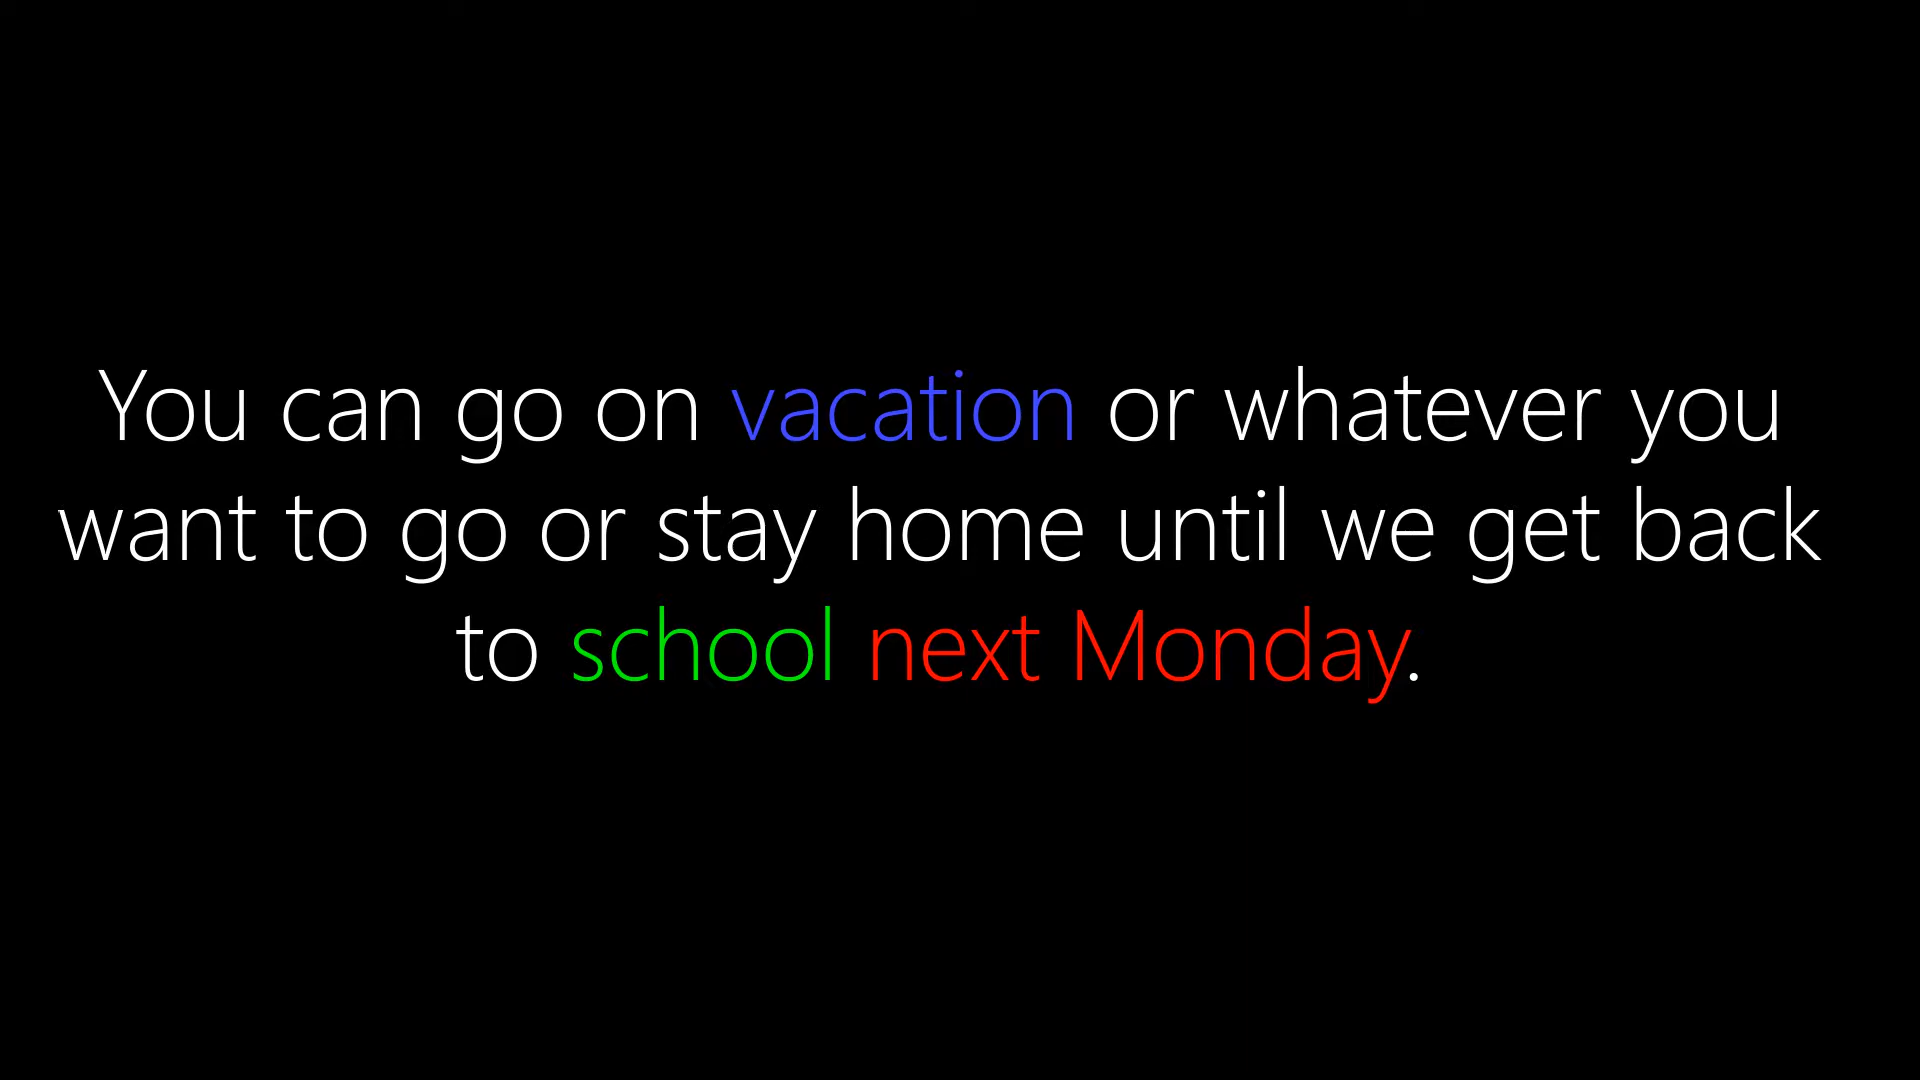 You can go on vacation or whatever you
want to go or stay home until we get back
to school next Monday.